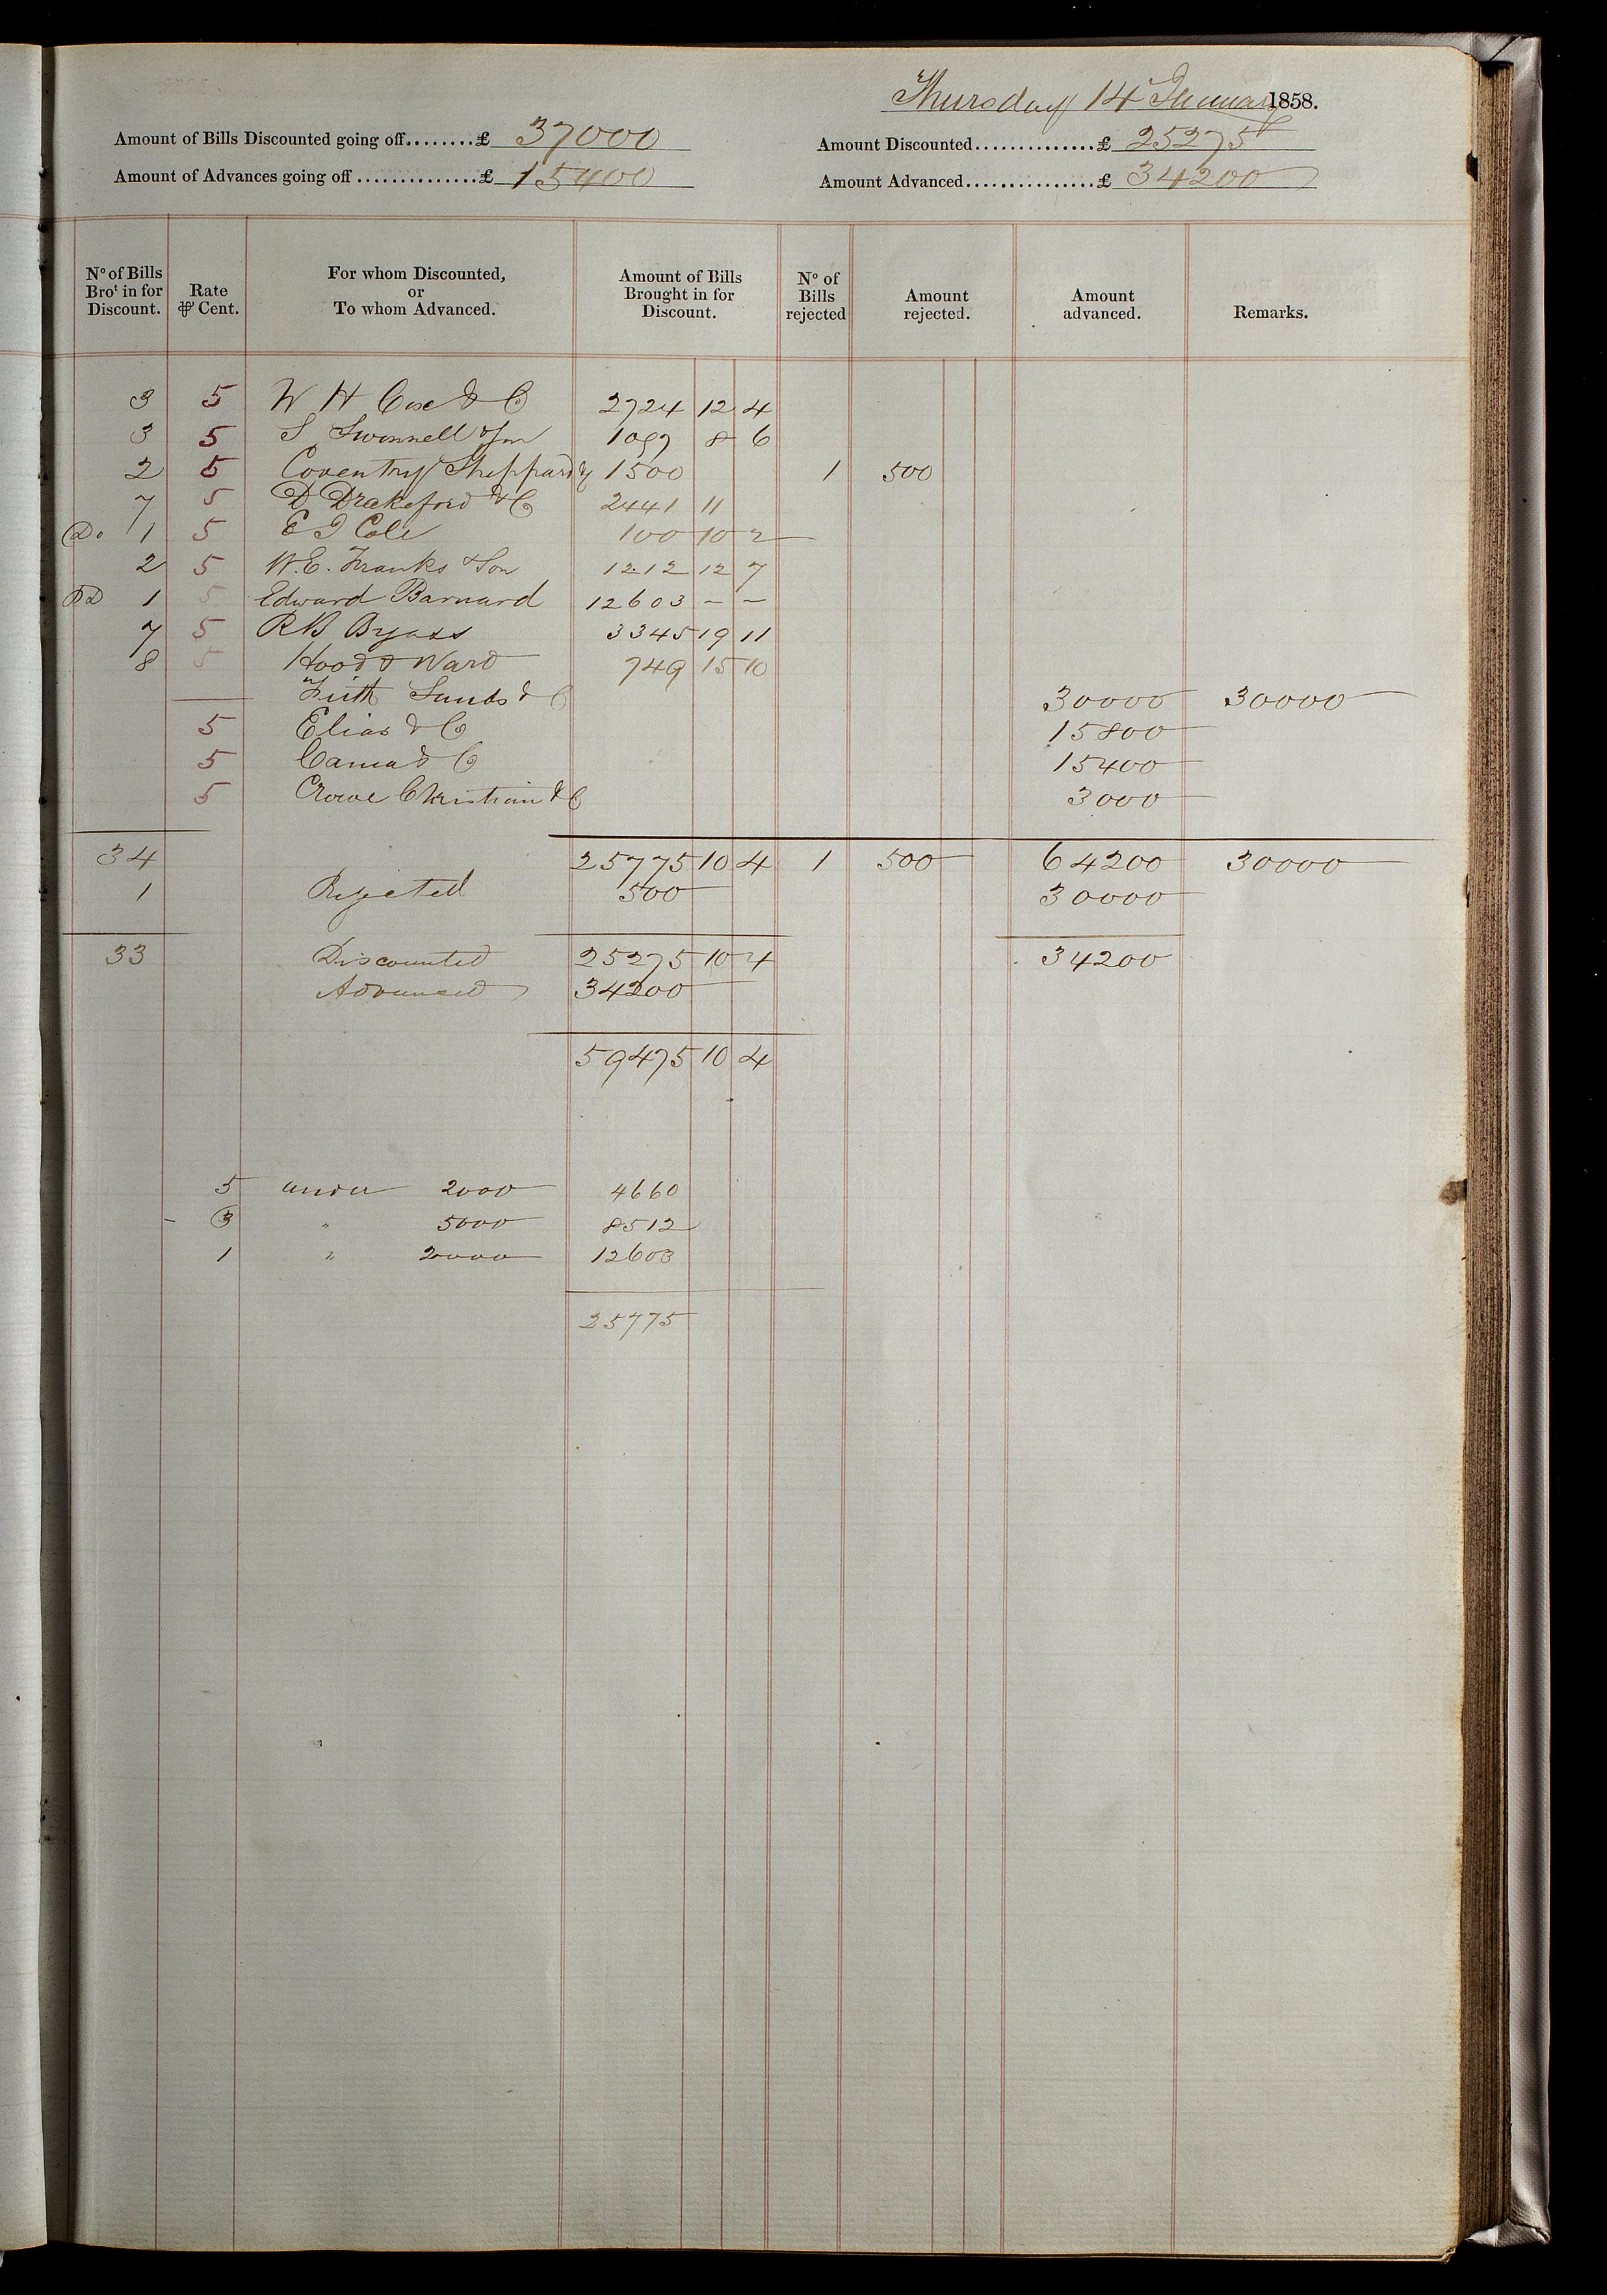 Thursday 14 January 1858.
Amount of Bills Discounted going off........£ 37000 Amount Discounted..............£ 25275
Amount of Advances going off..............£ 15400 Amount Advanced...............£ 34200
No of Bills Brot in for Discount. Rate ⅌ Cent. For whom Discounted, or To whom Advanced. Amount of Bills Brought in for Discount. No of Bills rejected Amount rejected. Amount advanced. Remarks.
3 5 W H Cox & Co 2724 12 4
3 5 S Swonnell & Son 1097 8 6
2 5 Coventry Sheppard & 1500 1 500
7 5 D Drakeford & Co 2441 11
Do 1 5 E J Cole 100 10 2
2 5 W. E. Franks & Son 1212 12 7
1 5 Edward Barnard 12603 – –
7 5 R B Byass 3345 19 11
8 5 Hood & Ward 749 15 10
Frith Sands & Co 30000 30000
5 Elias & Co 15800
5 Cama & Co 15400
5 Crowe Christian & Co 3000
34 25775 10 4 1 500 64200 30000
1 Rejected 500 30000
33 Discounted 25275 10 4 34200
Advanced 34200
59475 10 4
5 under 2000 4660
3 " 5000 8512
1 " 20000 12603
25775